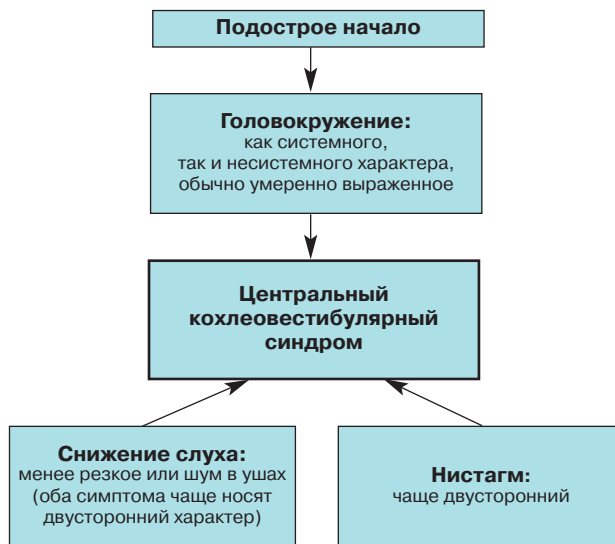 Подострое начало
Головокружение:
как системного,
так и несистемного характера,
обычно умеренно выраженное
Центральный
кохлеовестибулярный
синдром
Снижение слуха:
менее резкое или шум в ушах
(оба симптома чаще носят
двусторонний характер)
Нистагм:
чаще двусторонний